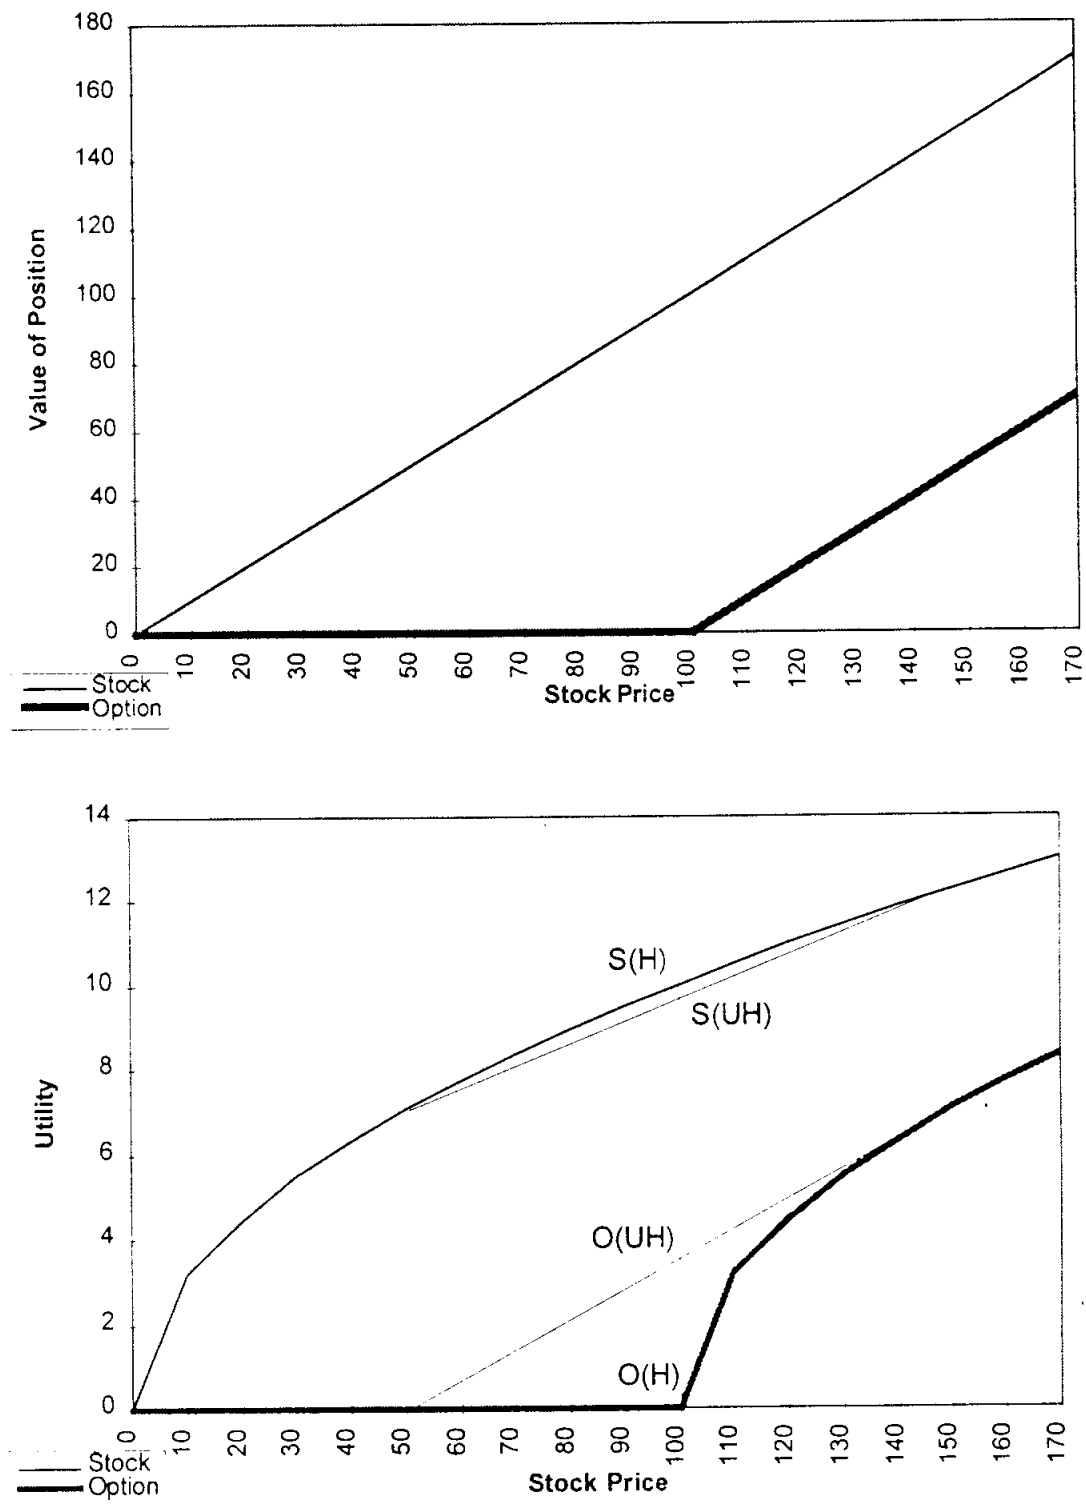 180
160
140
120
100
80
60
40
20
0
Value of Position
0 10 20 30 40 50 60 70 80 90 100 110 120 130 140 150 160 170
Stock Price
Stock
Option
14
12
10
8
6
4
2
0
Utility
S(H)
S(UH)
O(UH)
O(H)
0 10 20 30 40 50 60 70 80 90 100 110 120 130 140 150 160 170
Stock Price
Stock
Option